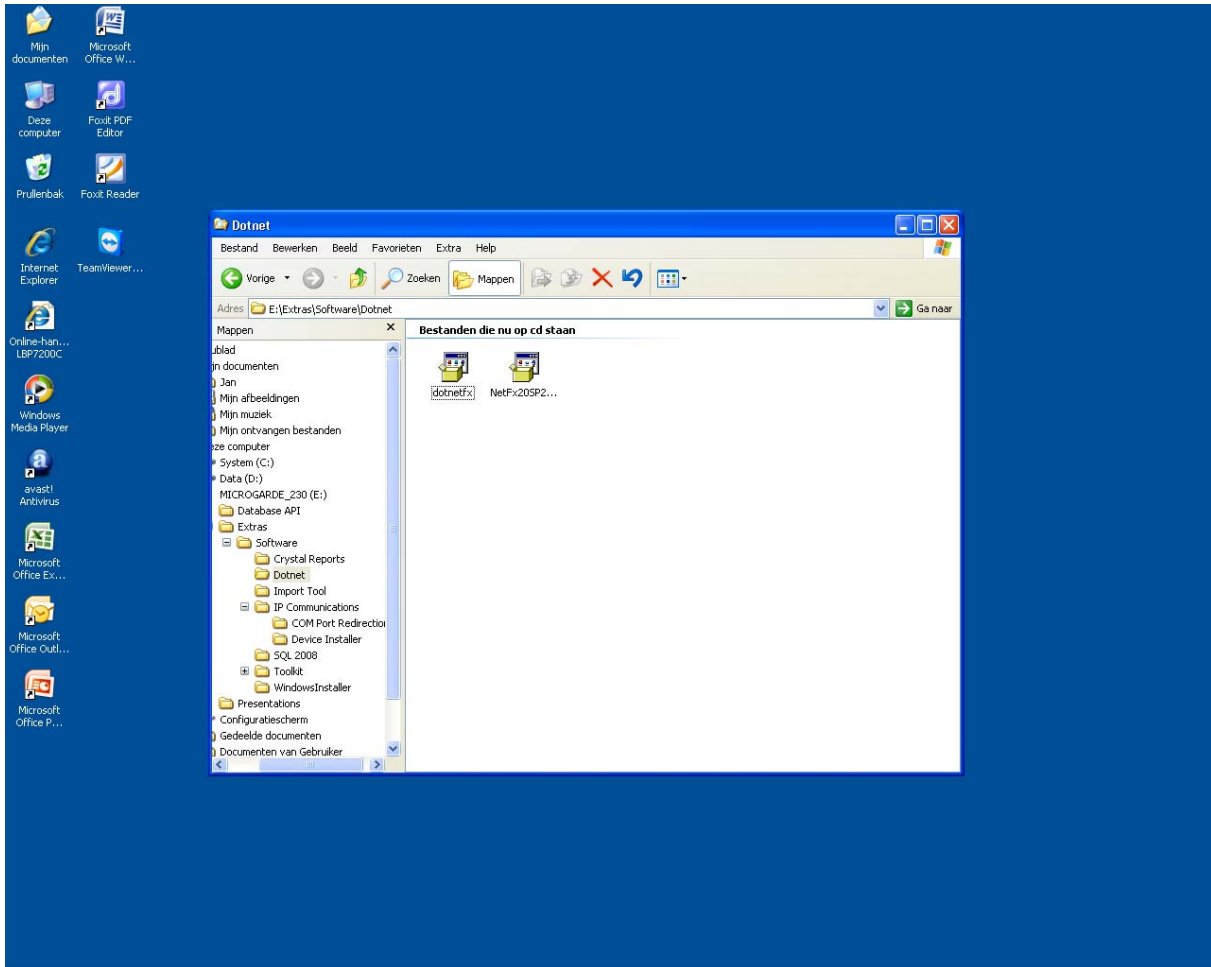 Mijn
documenten
Microsoft
Office W...
Deze
computer
Foxit PDF
Editor
Prullenbak
Foxit Reader
Internet
Explorer
TeamViewer...
Online-han...
LBP7200C
Windows
Media Player
avast!
Antivirus
Microsoft
Office Ex...
Microsoft
Office Outl...
Microsoft
Office P...
Dotnet
Bestand Bewerken Beeld Favorieten Extra Help
Vorige Zoeken Mappen
Adres E:\Extras\Software\Dotnet Ga naar
Mappen
ublad
jn documenten
Jan
Mijn afbeeldingen
Mijn muziek
Mijn ontvangen bestanden
eze computer
System (C:)
Data (D:)
MICROGARDE_230 (E:)
Database API
Extras
Software
Crystal Reports
Dotnet
Import Tool
IP Communications
COM Port Redirection
Device Installer
SQL 2008
Toolkit
WindowsInstaller
Presentations
Configuratiescherm
Gedeelde documenten
Documenten van Gebruiker
Bestanden die nu op cd staan
dotnetfx NetFx20SP2...